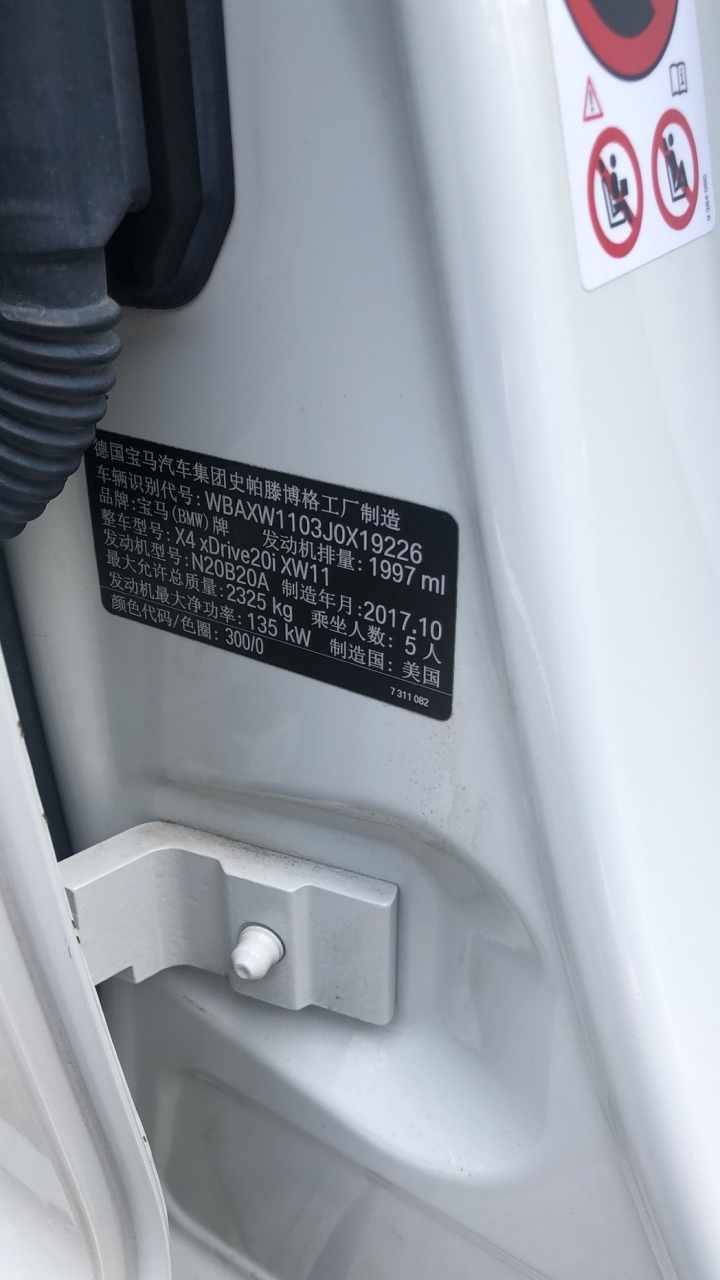 德国宝马汽车集团史帕滕博格工厂制造
车辆识别代号: WBAXW1103J0X19226
品牌:宝马(BMW)牌 发动机排量: 1997 ml
整车型号: X4 xDrive20i XW11
发动机型号: N20B20A 制造年月:2017.10
最大允许总质量: 2325 kg 乘坐人数: 5 人
发动机最大净功率: 135 kW 制造国: 美国
颜色代码/色圈: 300/0
7 311 082